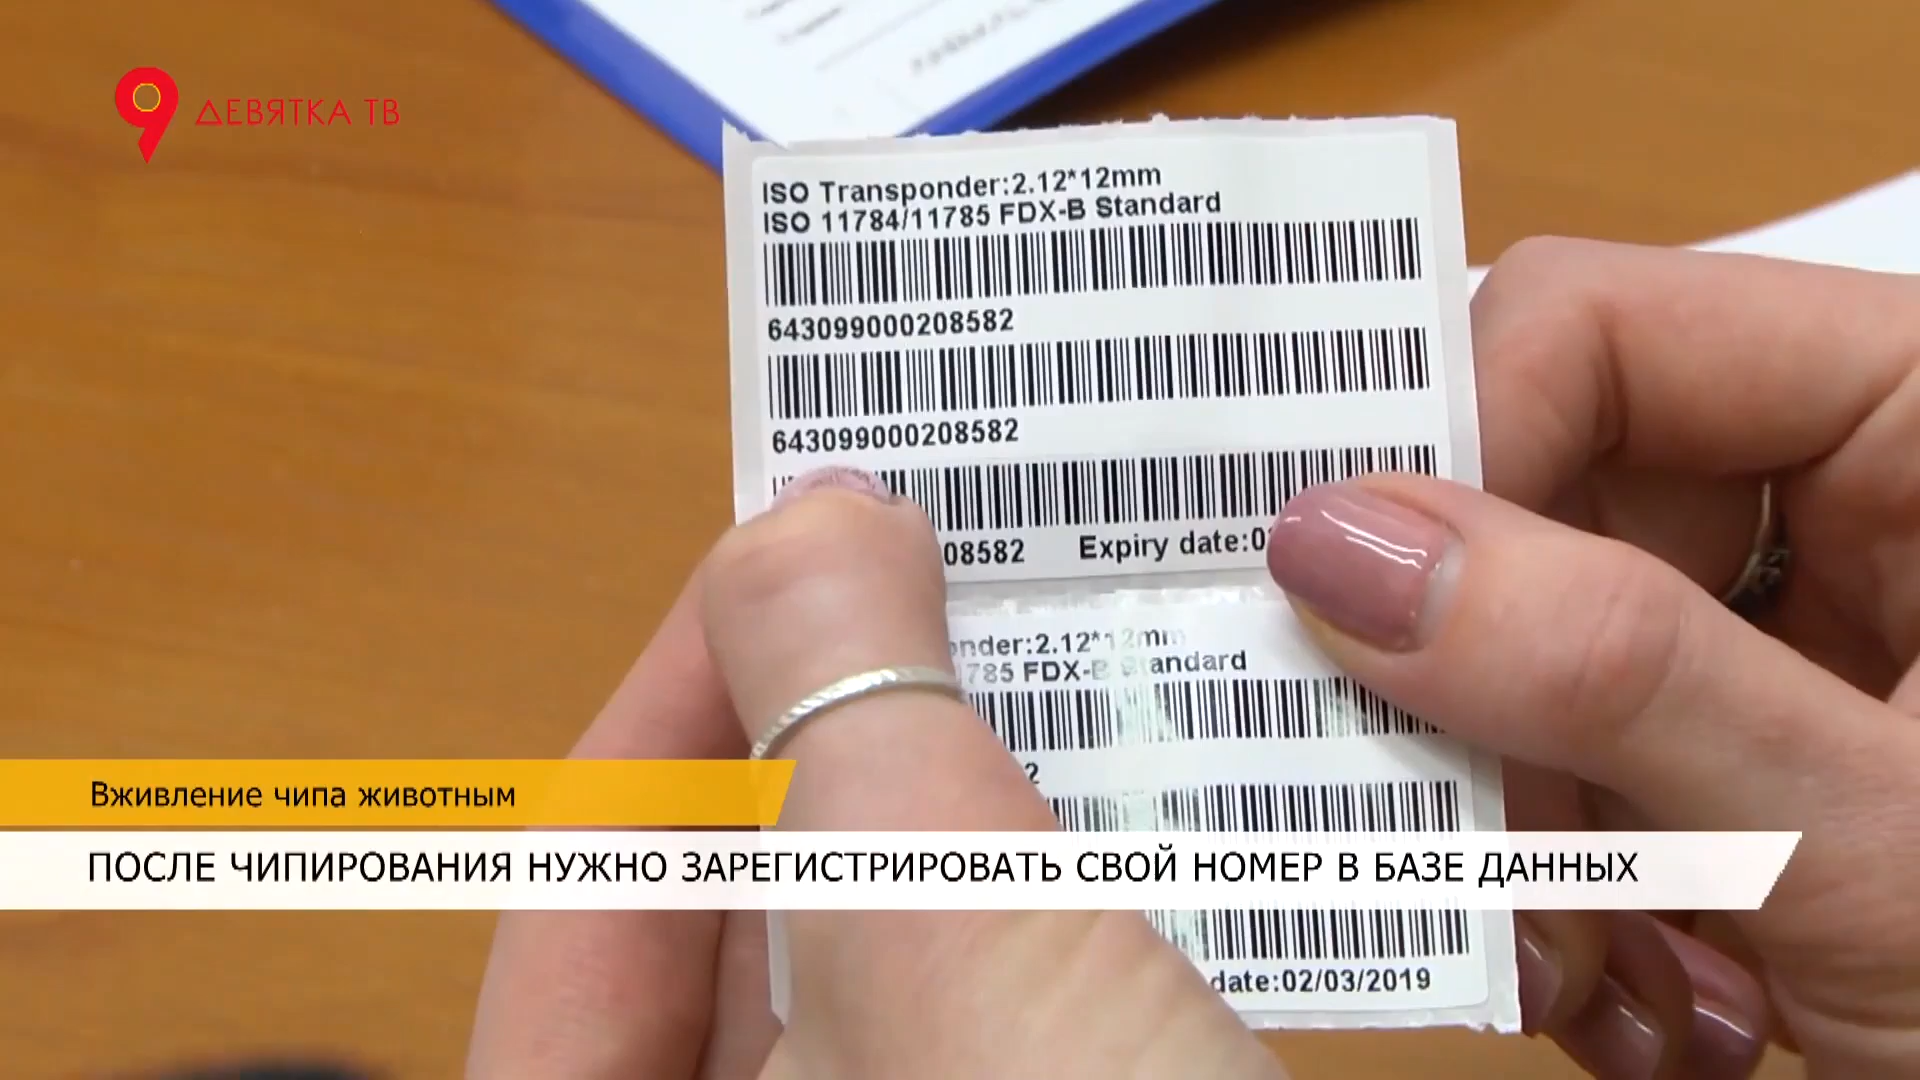 9 ДЕВЯТКА ТВ
ISO Transponder:2.12*12mm
ISO 11784/11785 FDX-B Standard
643099000208582
643099000208582
08582 Expiry date:0
nder:2.12*12mm
785 FDX-B Standard
2
date:02/03/2019
Вживление чипа животным
ПОСЛЕ ЧИПИРОВАНИЯ НУЖНО ЗАРЕГИСТРИРОВАТЬ СВОЙ НОМЕР В БАЗЕ ДАННЫХ